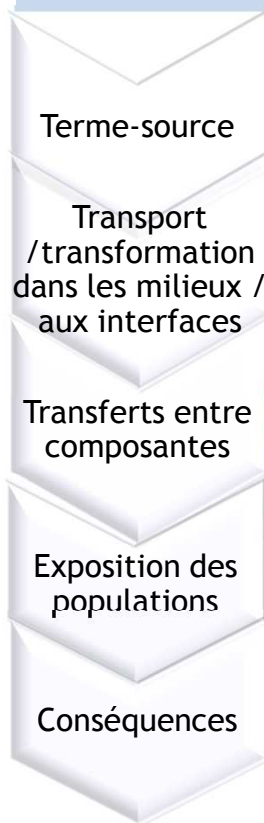 Terme-source
Transport
/transformation
dans les milieux /
aux interfaces
Transferts entre
composantes
Exposition des
populations
Conséquences